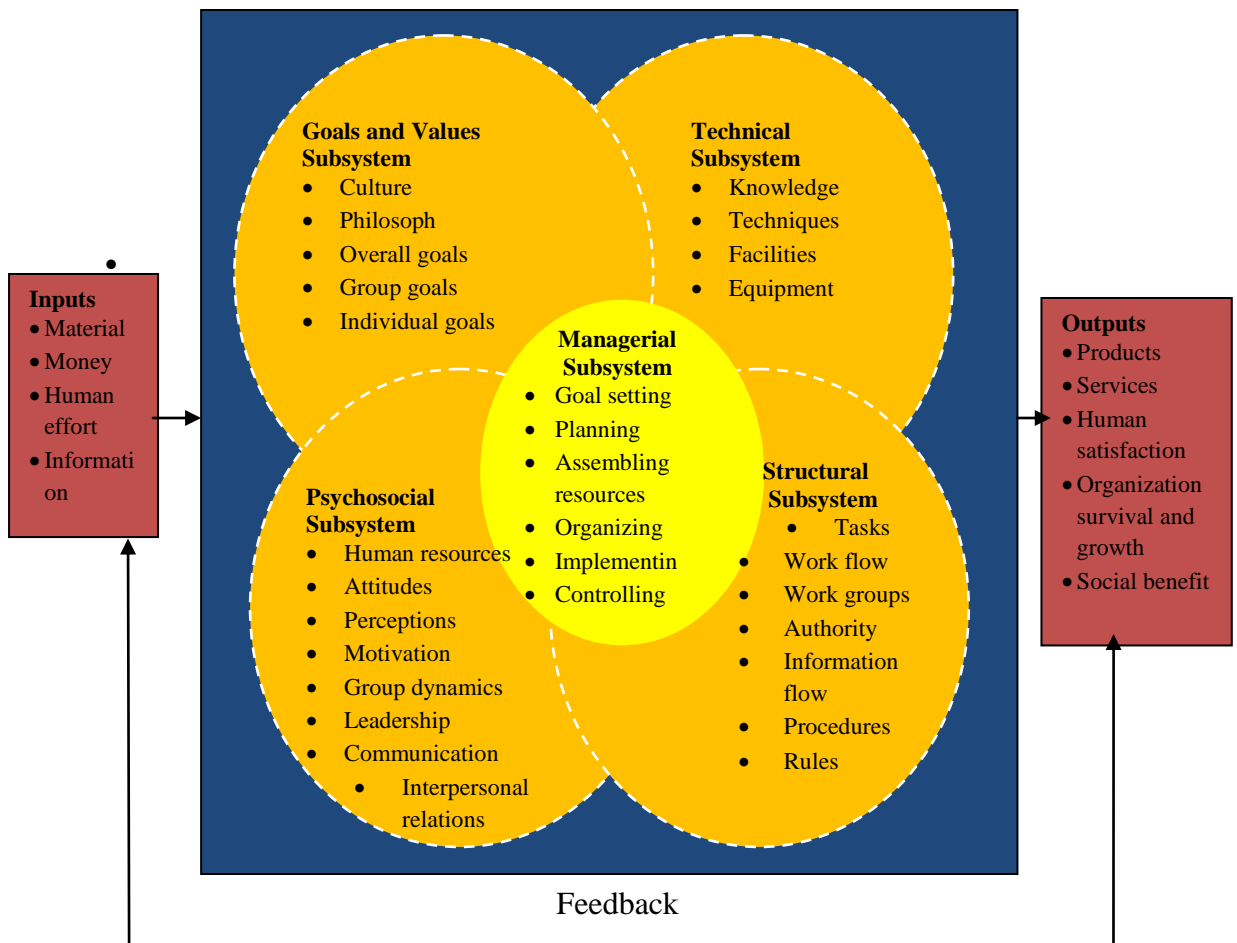 Goals and Values
Subsystem
• Culture
• Philosoph
• Overall goals
• Group goals
• Individual goals
Technical
Subsystem
• Knowledge
• Techniques
• Facilities
• Equipment
•
Inputs
• Material
• Money
• Human
effort
• Informati
on
Managerial
Subsystem
• Goal setting
• Planning
• Assembling
resources
• Organizing
• Implementin
• Controlling
Outputs
• Products
• Services
• Human
satisfaction
• Organization
survival and
growth
• Social benefit
Psychosocial
Subsystem
• Human resources
• Attitudes
• Perceptions
• Motivation
• Group dynamics
• Leadership
• Communication
• Interpersonal
relations
Structural
Subsystem
• Tasks
• Work flow
• Work groups
• Authority
• Information
flow
• Procedures
• Rules
Feedback